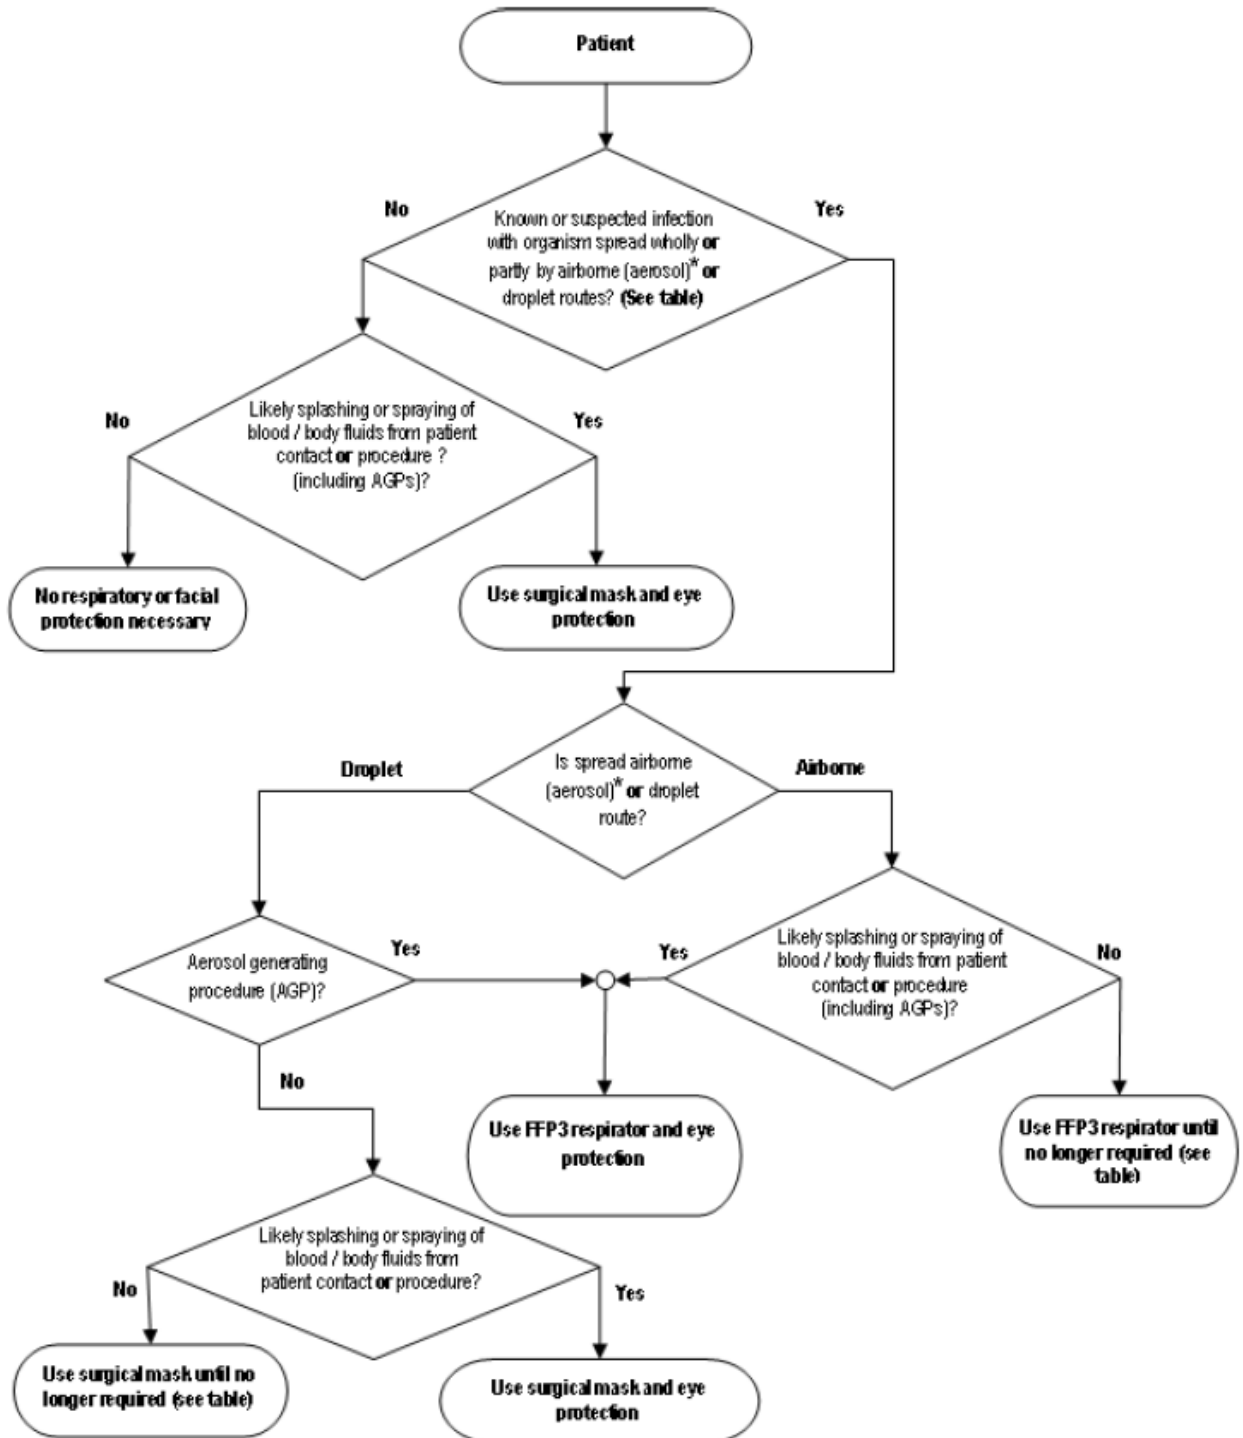 Patient
No
Yes
Known or suspected infection
with organism spread wholly or
partly by airborne (aerosol)* or
droplet routes? (See table)
No
Yes
Likely splashing or spraying of
blood / body fluids from patient
contact or procedure ?
(including AGPs)?
No respiratory or facial
protection necessary
Use surgical mask and eye
protection
Droplet
Airborne
Is spread airborne
(aerosol)* or droplet
route?
Yes
Aerosol generating
procedure (AGP)?
Yes
No
Likely splashing or spraying of
blood / body fluids from patient
contact or procedure
(including AGPs)?
No
Use FFP3 respirator and eye
protection
Use FFP3 respirator until
no longer required (see
table)
Likely splashing or spraying of
blood / body fluids from
patient contact or procedure?
No
Yes
Use surgical mask until no
longer required (see table)
Use surgical mask and eye
protection